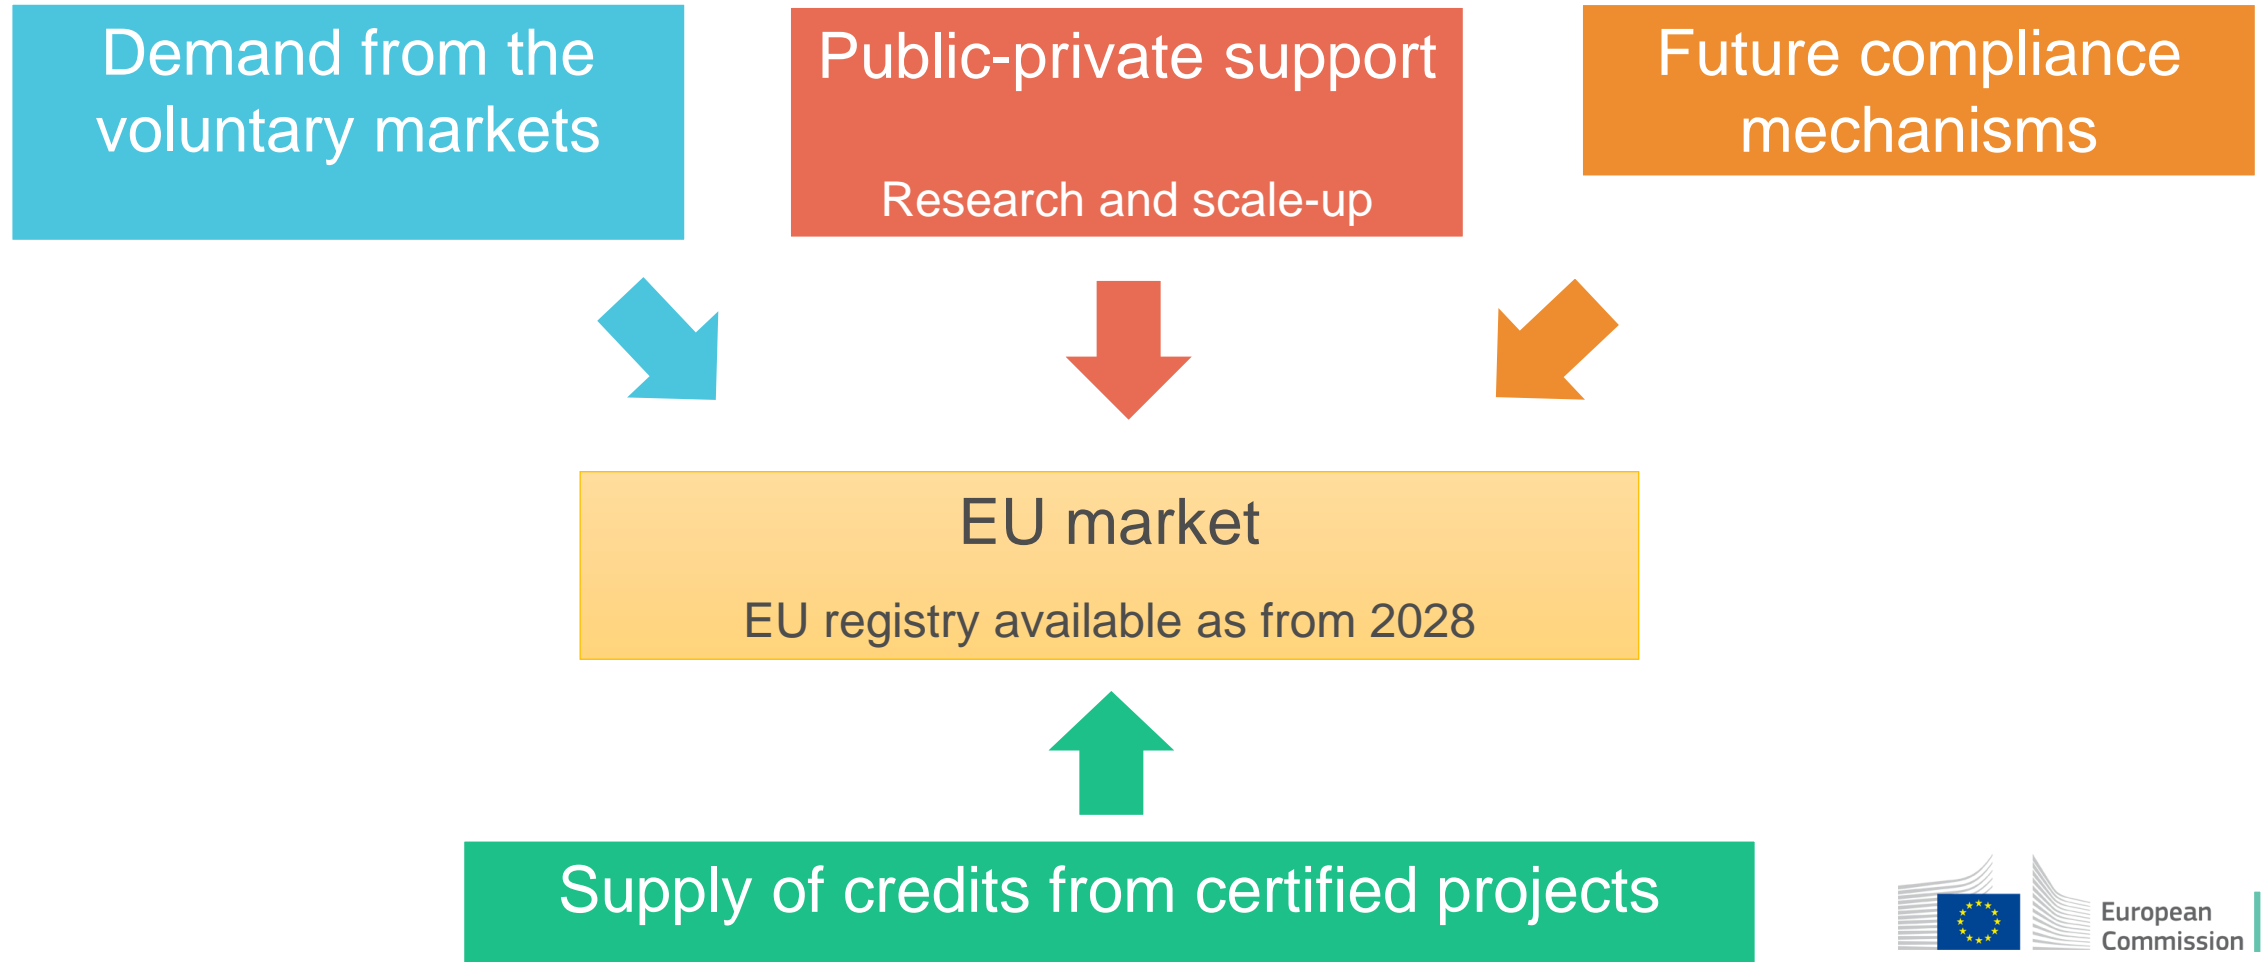 Demand from the
voluntary markets
Public-private support
Research and scale-up
Future compliance
mechanisms
EU market
EU registry available as from 2028
Supply of credits from certified projects
European
Commission